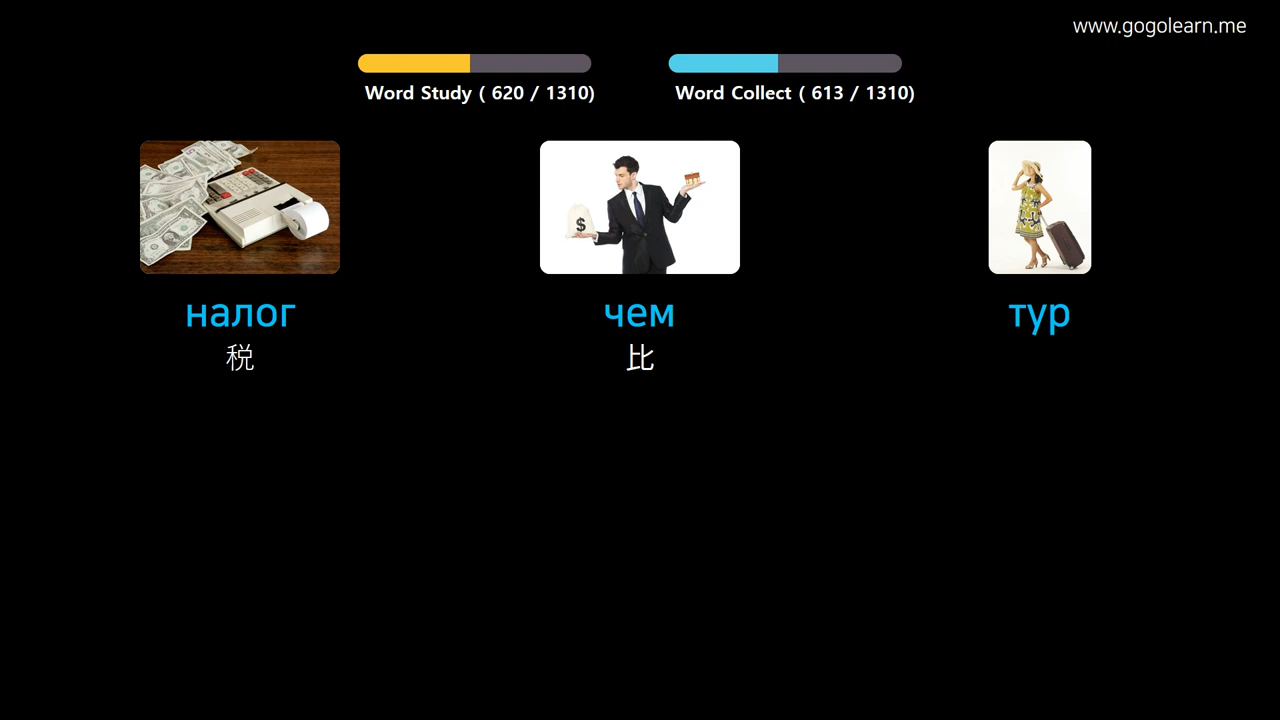 www.gogolearn.me
Word Study ( 620 / 1310)
Word Collect ( 613 / 1310)
$
налог
чем
тур
税
比